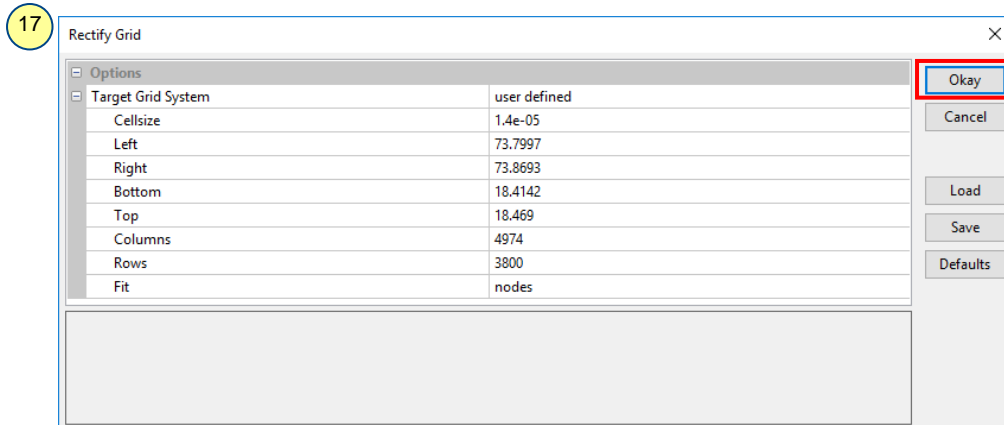 17
Rectify Grid
Options
Target Grid System user defined
Cellsize 1.4e-05
Left 73.7997
Right 73.8693
Bottom 18.4142
Top 18.469
Columns 4974
Rows 3800
Fit nodes
Okay
Cancel
Load
Save
Defaults